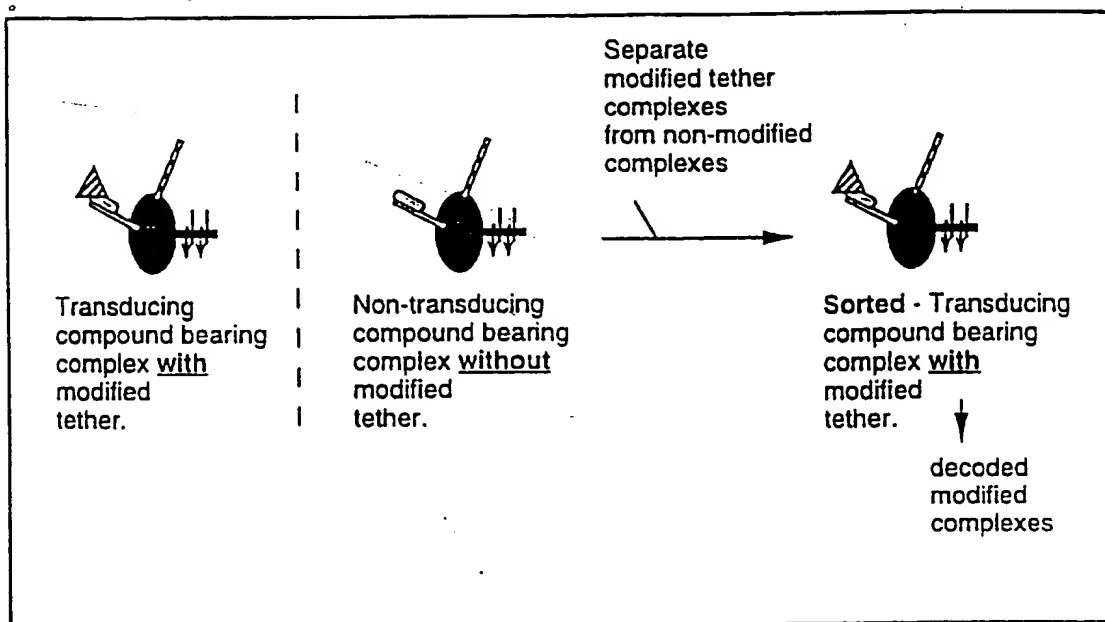 Separate
modified tether
complexes
from non-modified
complexes
Transducing
compound bearing
complex with
modified
tether.
Non-transducing
compound bearing
complex without
modified
tether.
Sorted - Transducing
compound bearing
complex with
modified
tether.
decoded
modified
complexes